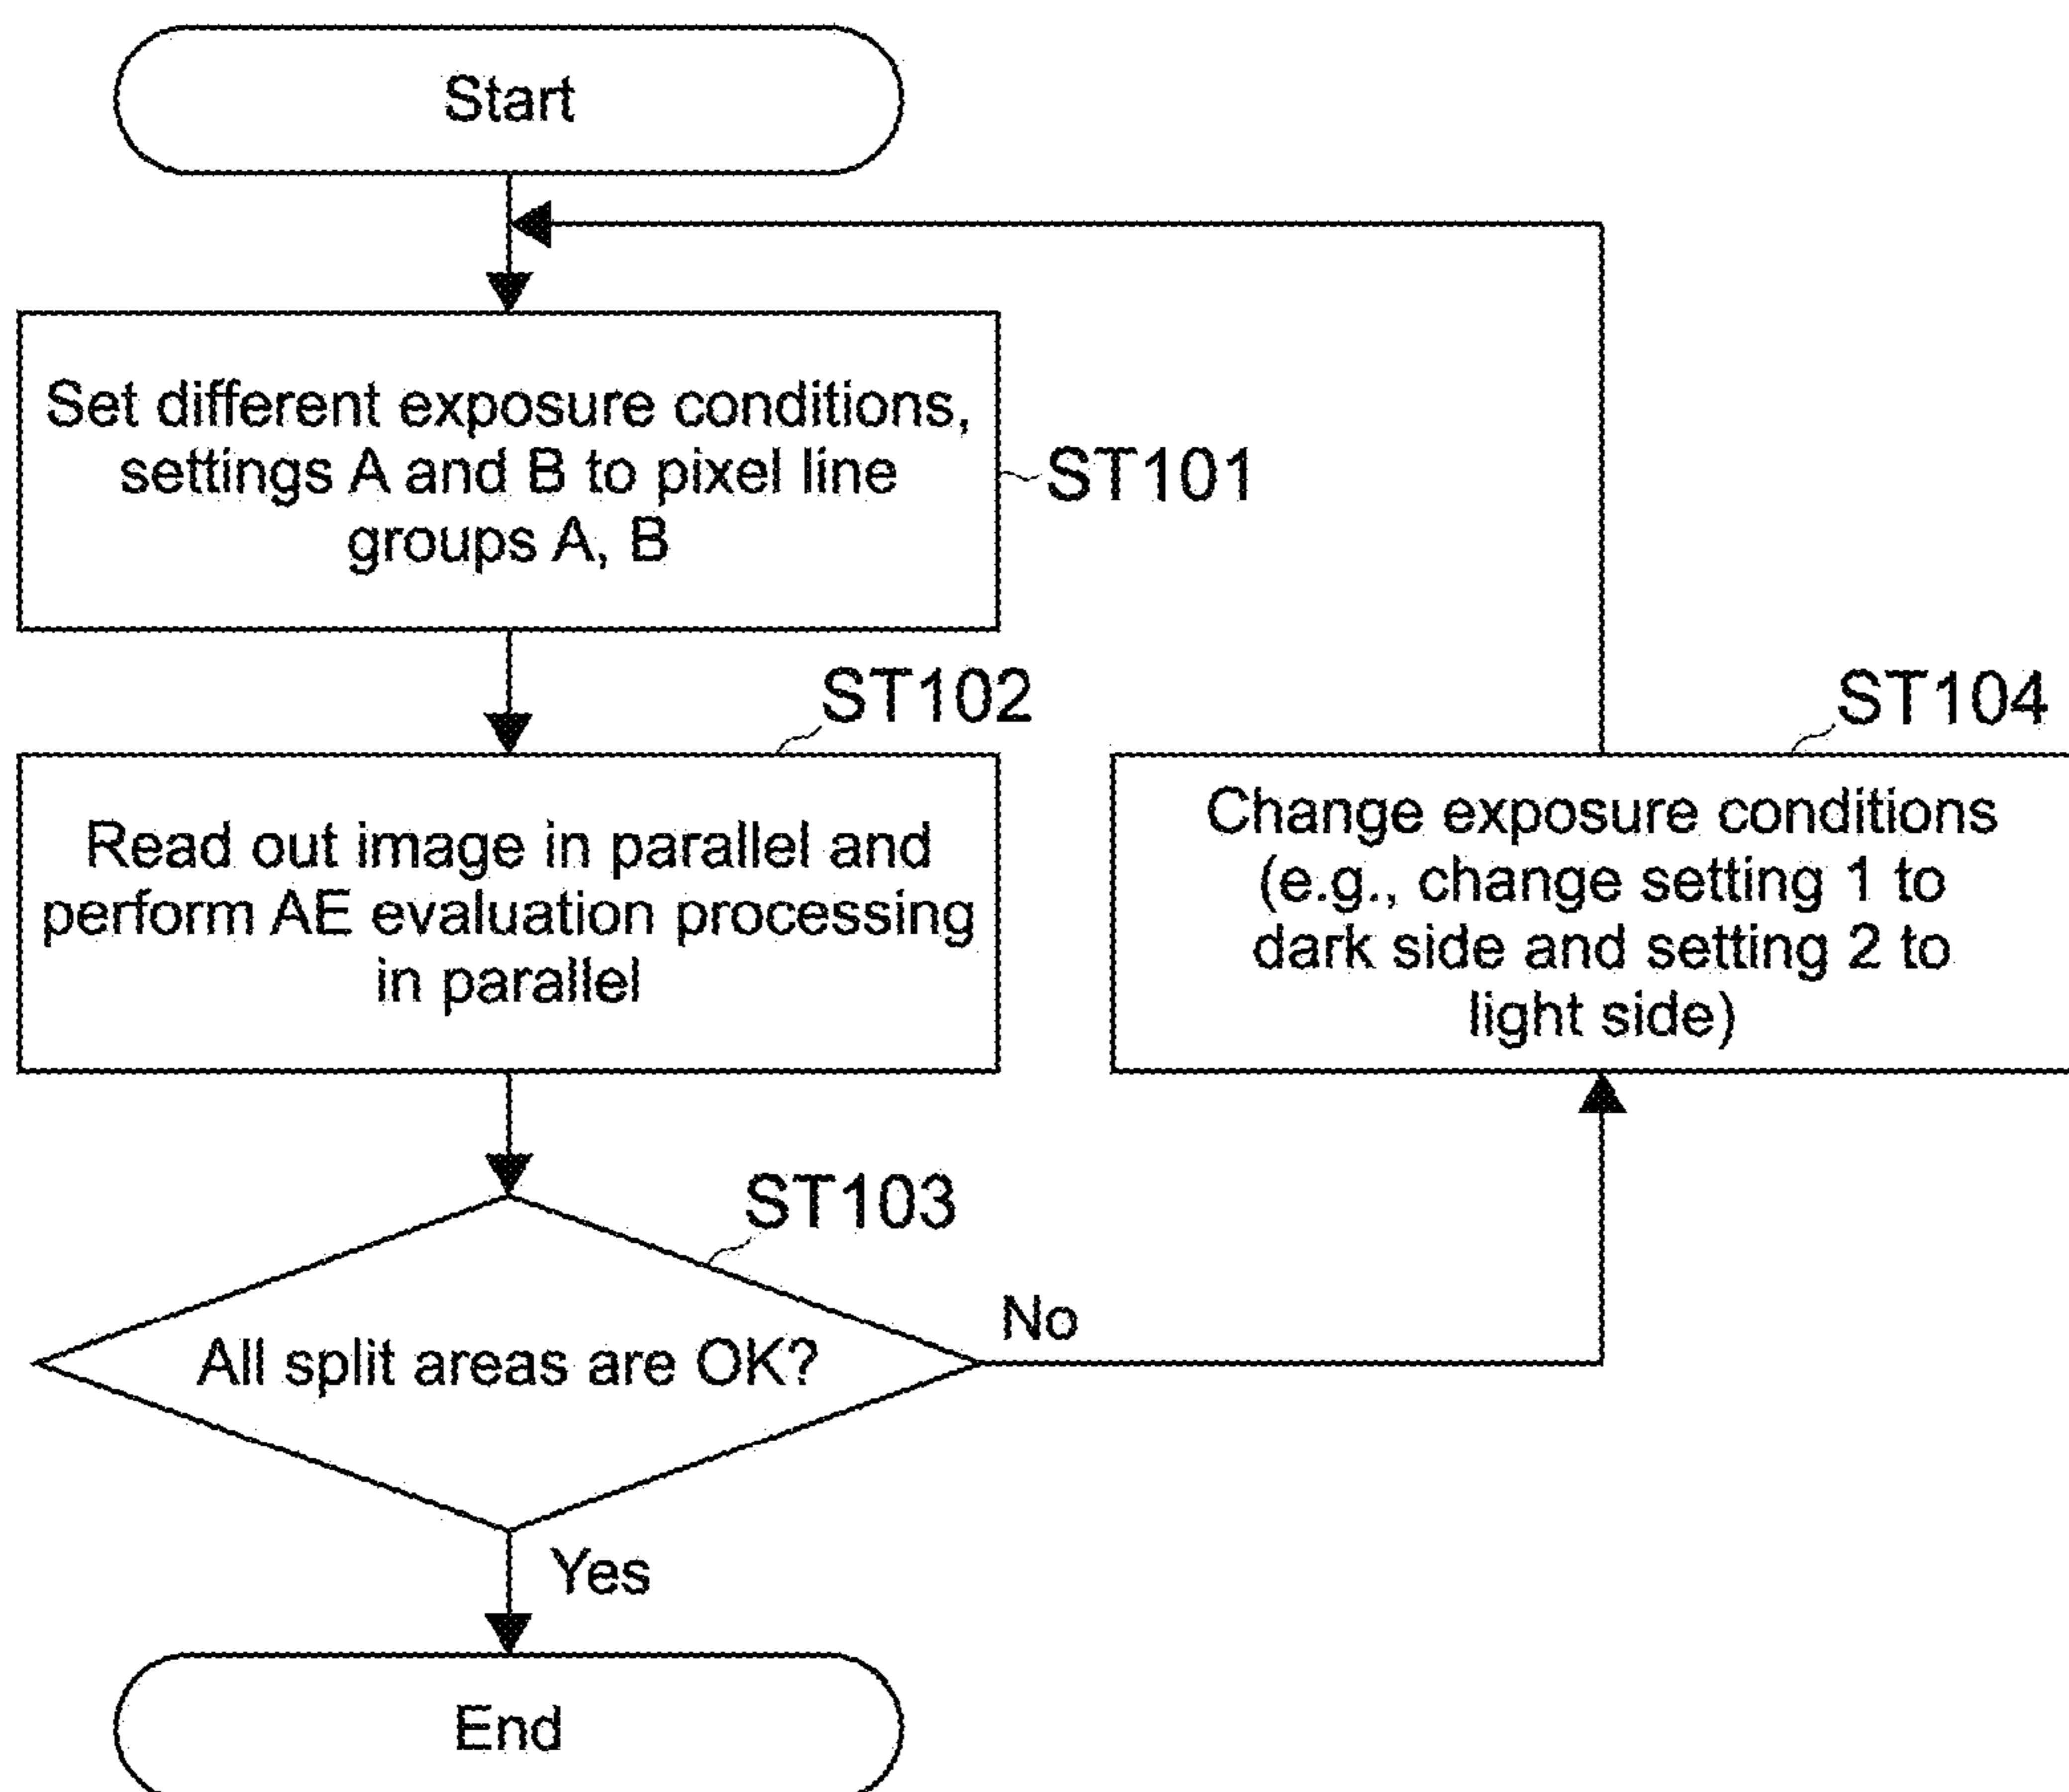 Start
Set different exposure conditions,
settings A and B to pixel line
groups A, B
ST101
ST102
Read out image in parallel and
perform AE evaluation processing
in parallel
ST104
Change exposure conditions
(e.g., change setting 1 to
dark side and setting 2 to
light side)
ST103
All split areas are OK?
No
Yes
End